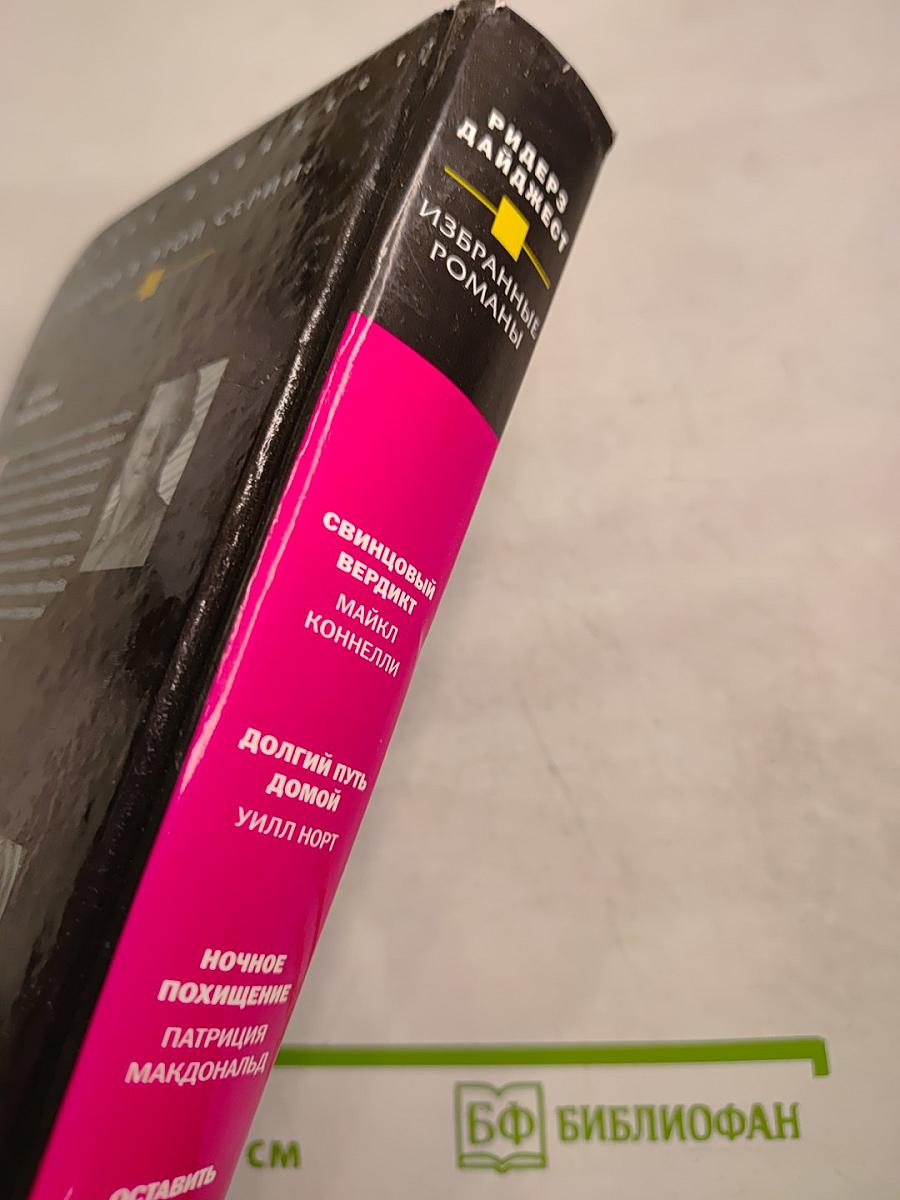 РИДЕРЗ
ДАЙДЖЕСТ
ИЗБРАННЫЕ
РОМАНЫ
СВИНЦОВЫЙ
ВЕРДИКТ
МАЙКЛ
КОННЕЛЛИ
ДОЛГИЙ ПУТЬ
ДОМОЙ
УИЛЛ НОРТ
НОЧНОЕ
ПОХИЩЕНИЕ
ПАТРИЦИЯ
МАКДОНАЛЬД
ОСТАВИТЬ
СМ
БФ БИБЛИОФАН